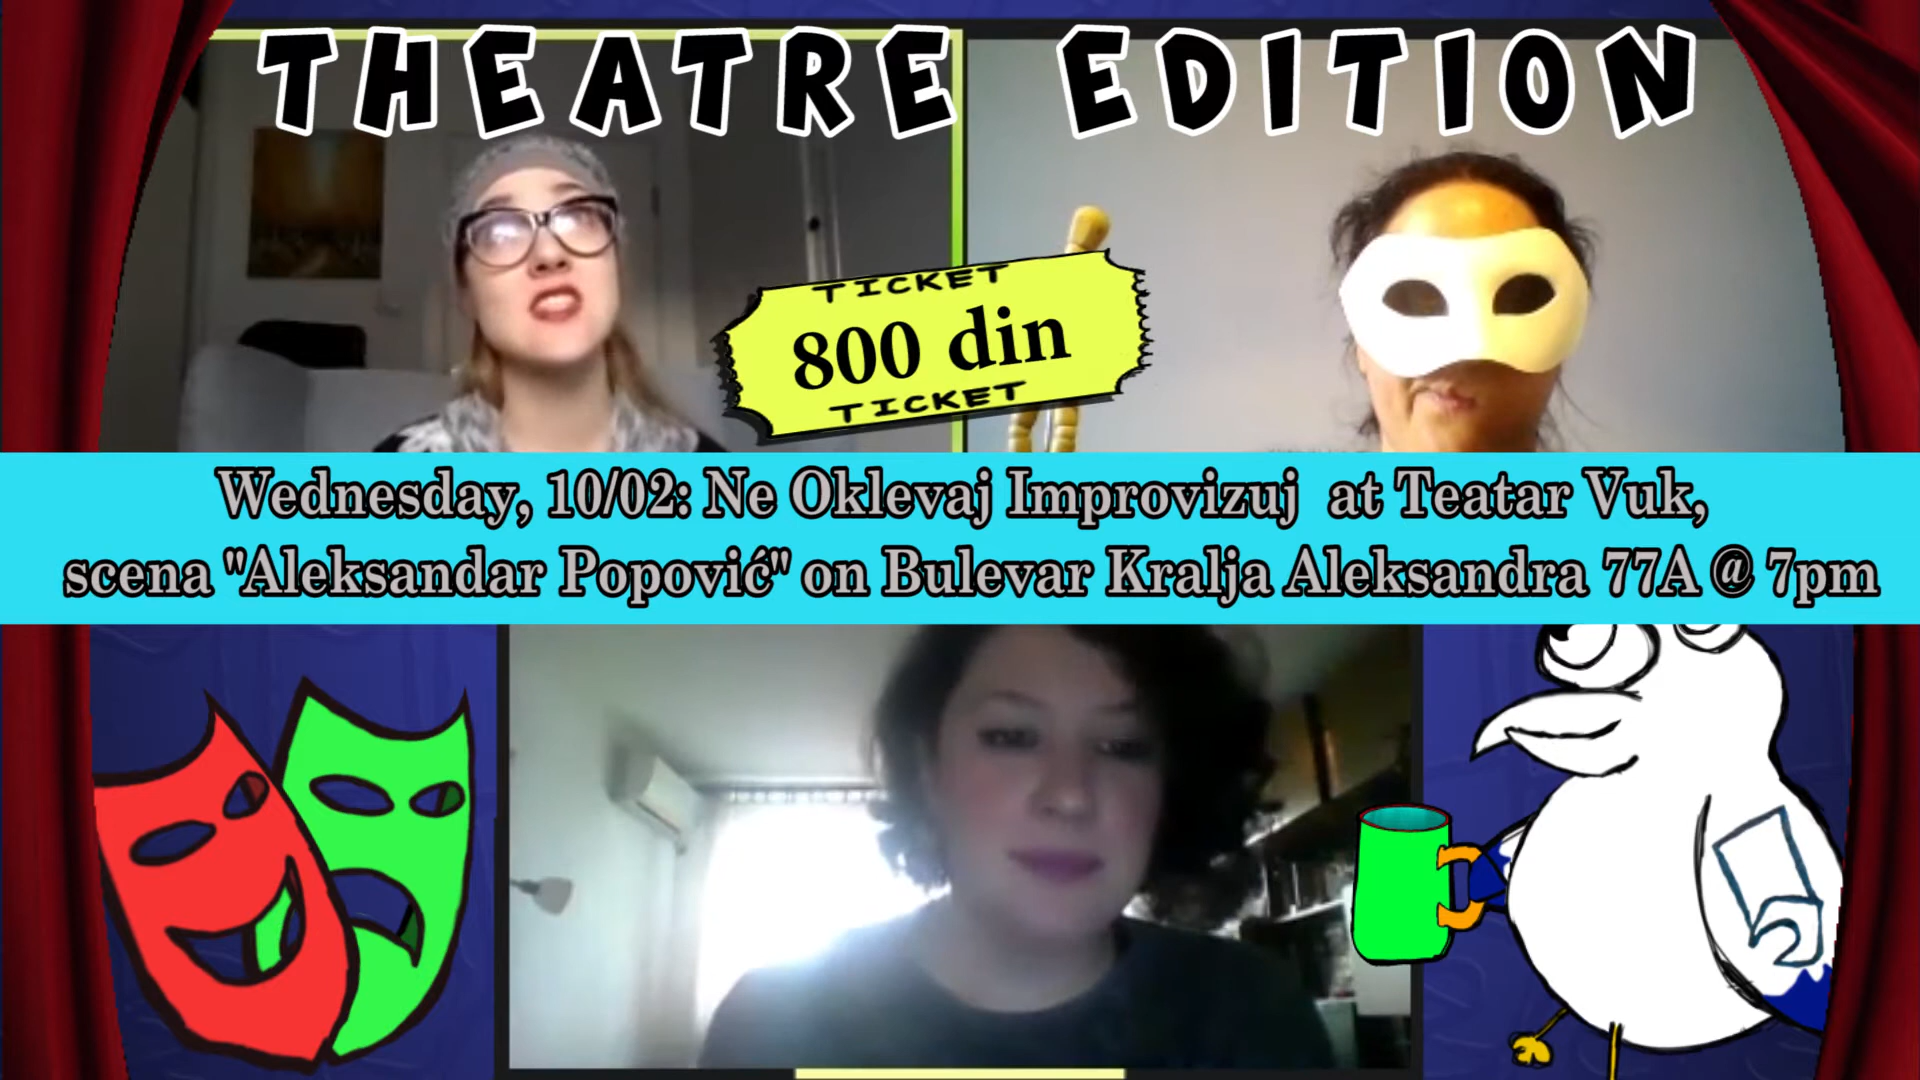 THEATRE EDITION
TICKET
800 din
TICKET
Wednesday, 10/02: Ne Oklevaj Improvizuj at Teatar Vuk,
scena "Aleksandar Popović" on Bulevar Kralja Aleksandra 77A @ 7pm